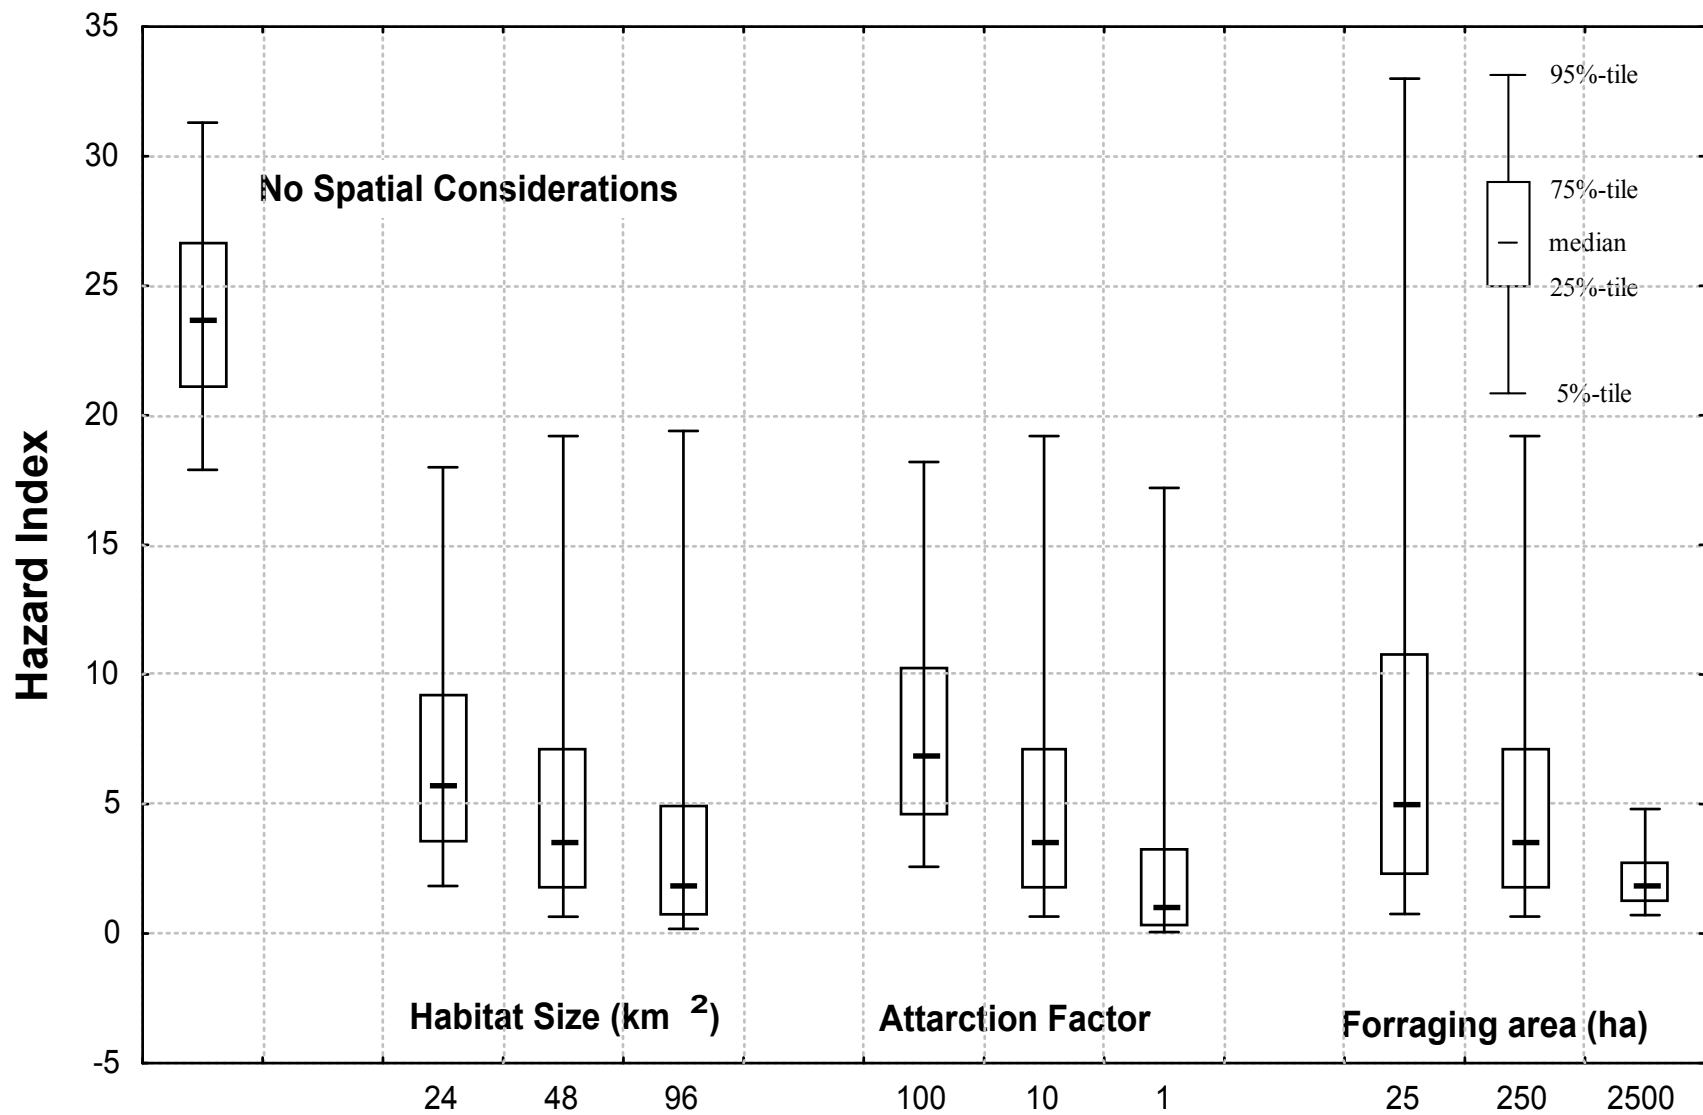 35
30
25
20
15
10
5
0
-5
Hazard Index
No Spatial Considerations
95%-tile
75%-tile
median
25%-tile
5%-tile
Habitat Size (km ²)
Attarction Factor
Forraging area (ha)
24 48 96 100 10 1 25 250 2500